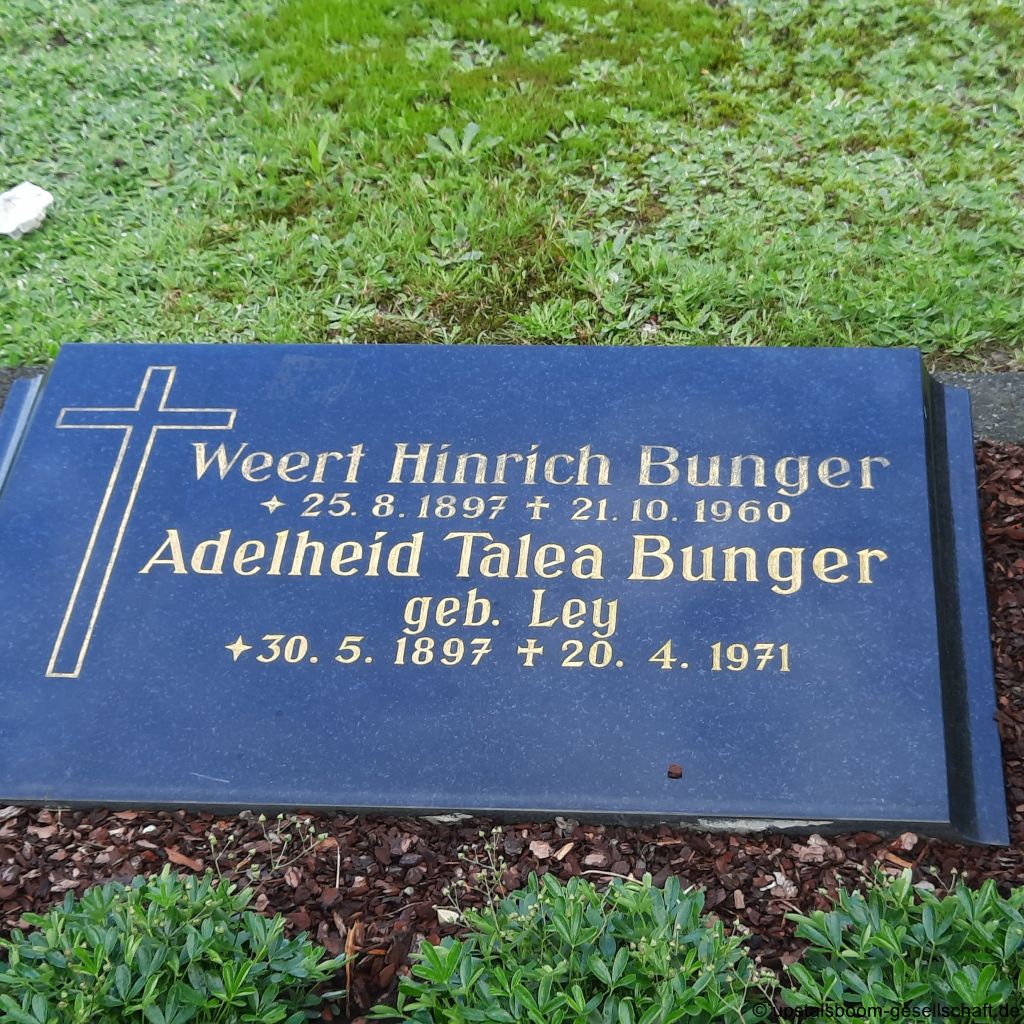 Weert Hinrich Bunger
✦ 25. 8. 1897 ✝ 21. 10. 1960
Adelheid Talea Bunger
geb. Ley
✦ 30. 5. 1897 ✝ 20. 4. 1971
© upstalsboom-gesellschaft.de